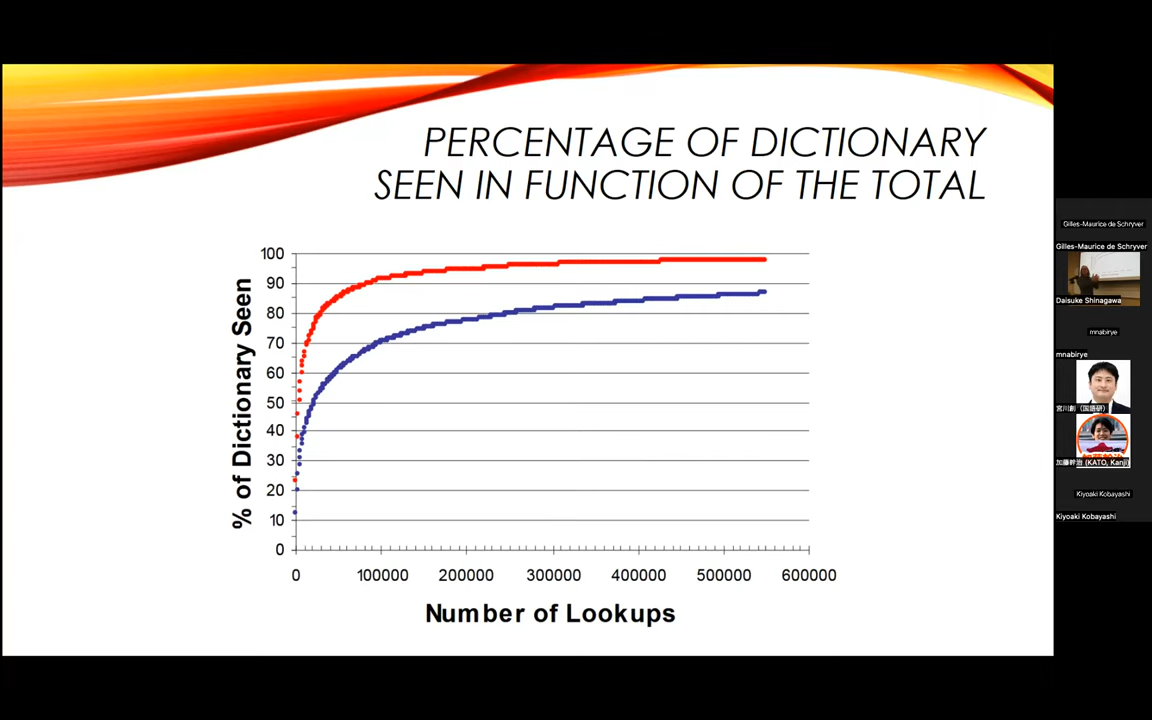 PERCENTAGE OF DICTIONARY
SEEN IN FUNCTION OF THE TOTAL
100
90
80
70
60
50
40
30
20
10
0
% of Dictionary Seen
0 100000 200000 300000 400000 500000 600000
Number of Lookups
Gilles-Maurice de Schryver
Gilles-Maurice de Schryver
Daisuke Shinagawa
mnabirye
mnabirye
宮川創（国語研）
加藤幹治 (KATO, Kanji)
Kiyoaki Kobayashi
Kiyoaki Kobayashi